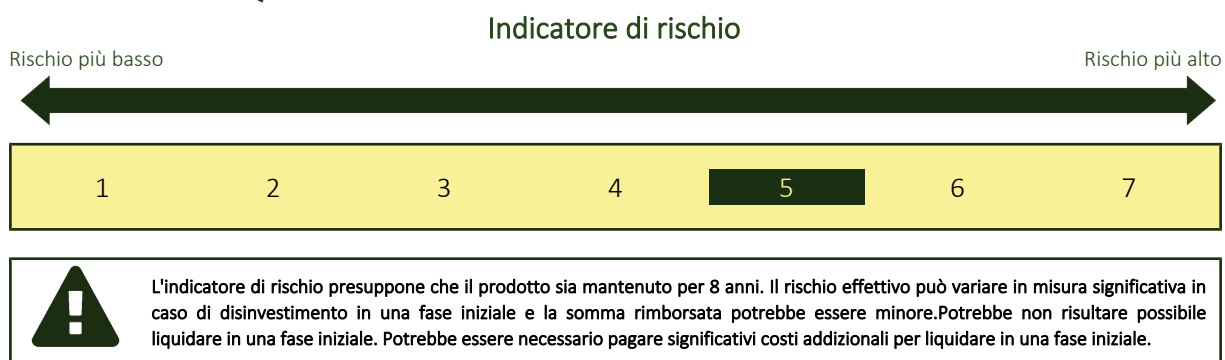 Indicatore di rischio
Rischio più basso
Rischio più alto
1 2 3 4 5 6 7
L'indicatore di rischio presuppone che il prodotto sia mantenuto per 8 anni. Il rischio effettivo può variare in misura significativa in
caso di disinvestimento in una fase iniziale e la somma rimborsata potrebbe essere minore.Potrebbe non risultare possibile
liquidare in una fase iniziale. Potrebbe essere necessario pagare significativi costi addizionali per liquidare in una fase iniziale.